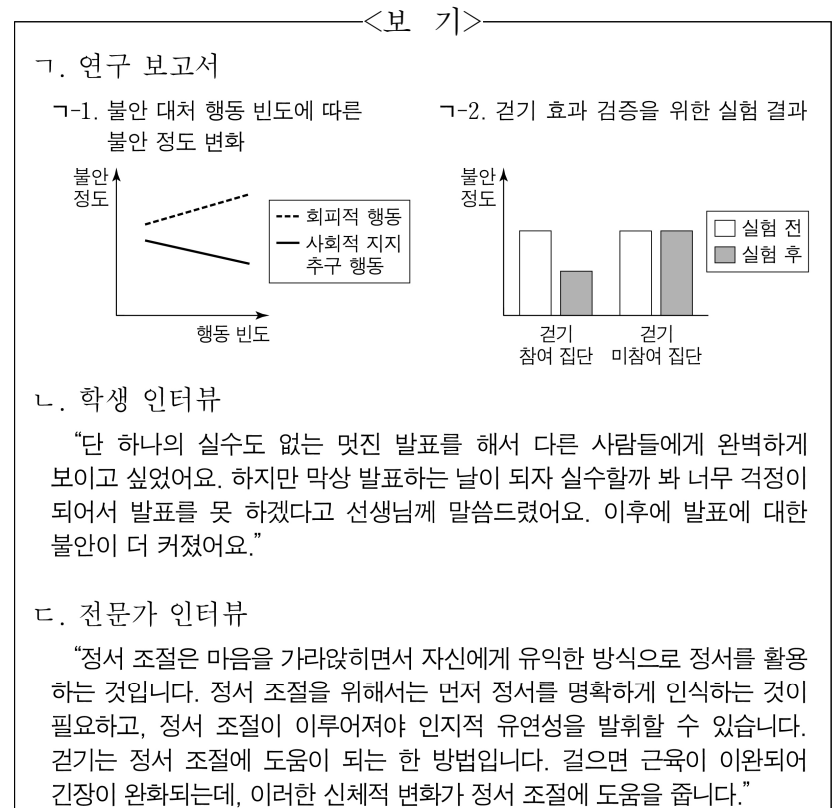 <보 기>
ㄱ. 연구 보고서
ㄱ-1. 불안 대처 행동 빈도에 따른
불안 정도 변화
불안
정도
회피적 행동
사회적 지지
추구 행동
행동 빈도
ㄱ-2. 걷기 효과 검증을 위한 실험 결과
불안
정도
실험 전
실험 후
걷기
참여 집단
걷기
미참여 집단
ㄴ. 학생 인터뷰
“단 하나의 실수도 없는 멋진 발표를 해서 다른 사람들에게 완벽하게
보이고 싶었어요. 하지만 막상 발표하는 날이 되자 실수할까 봐 너무 걱정이
되어서 발표를 못 하겠다고 선생님께 말씀드렸어요. 이후에 발표에 대한
불안이 더 커졌어요.”
ㄷ. 전문가 인터뷰
“정서 조절은 마음을 가라앉히면서 자신에게 유익한 방식으로 정서를 활용
하는 것입니다. 정서 조절을 위해서는 먼저 정서를 명확하게 인식하는 것이
필요하고, 정서 조절이 이루어져야 인지적 유연성을 발휘할 수 있습니다.
걷기는 정서 조절에 도움이 되는 한 방법입니다. 걸으면 근육이 이완되어
긴장이 완화되는데, 이러한 신체적 변화가 정서 조절에 도움을 줍니다.”